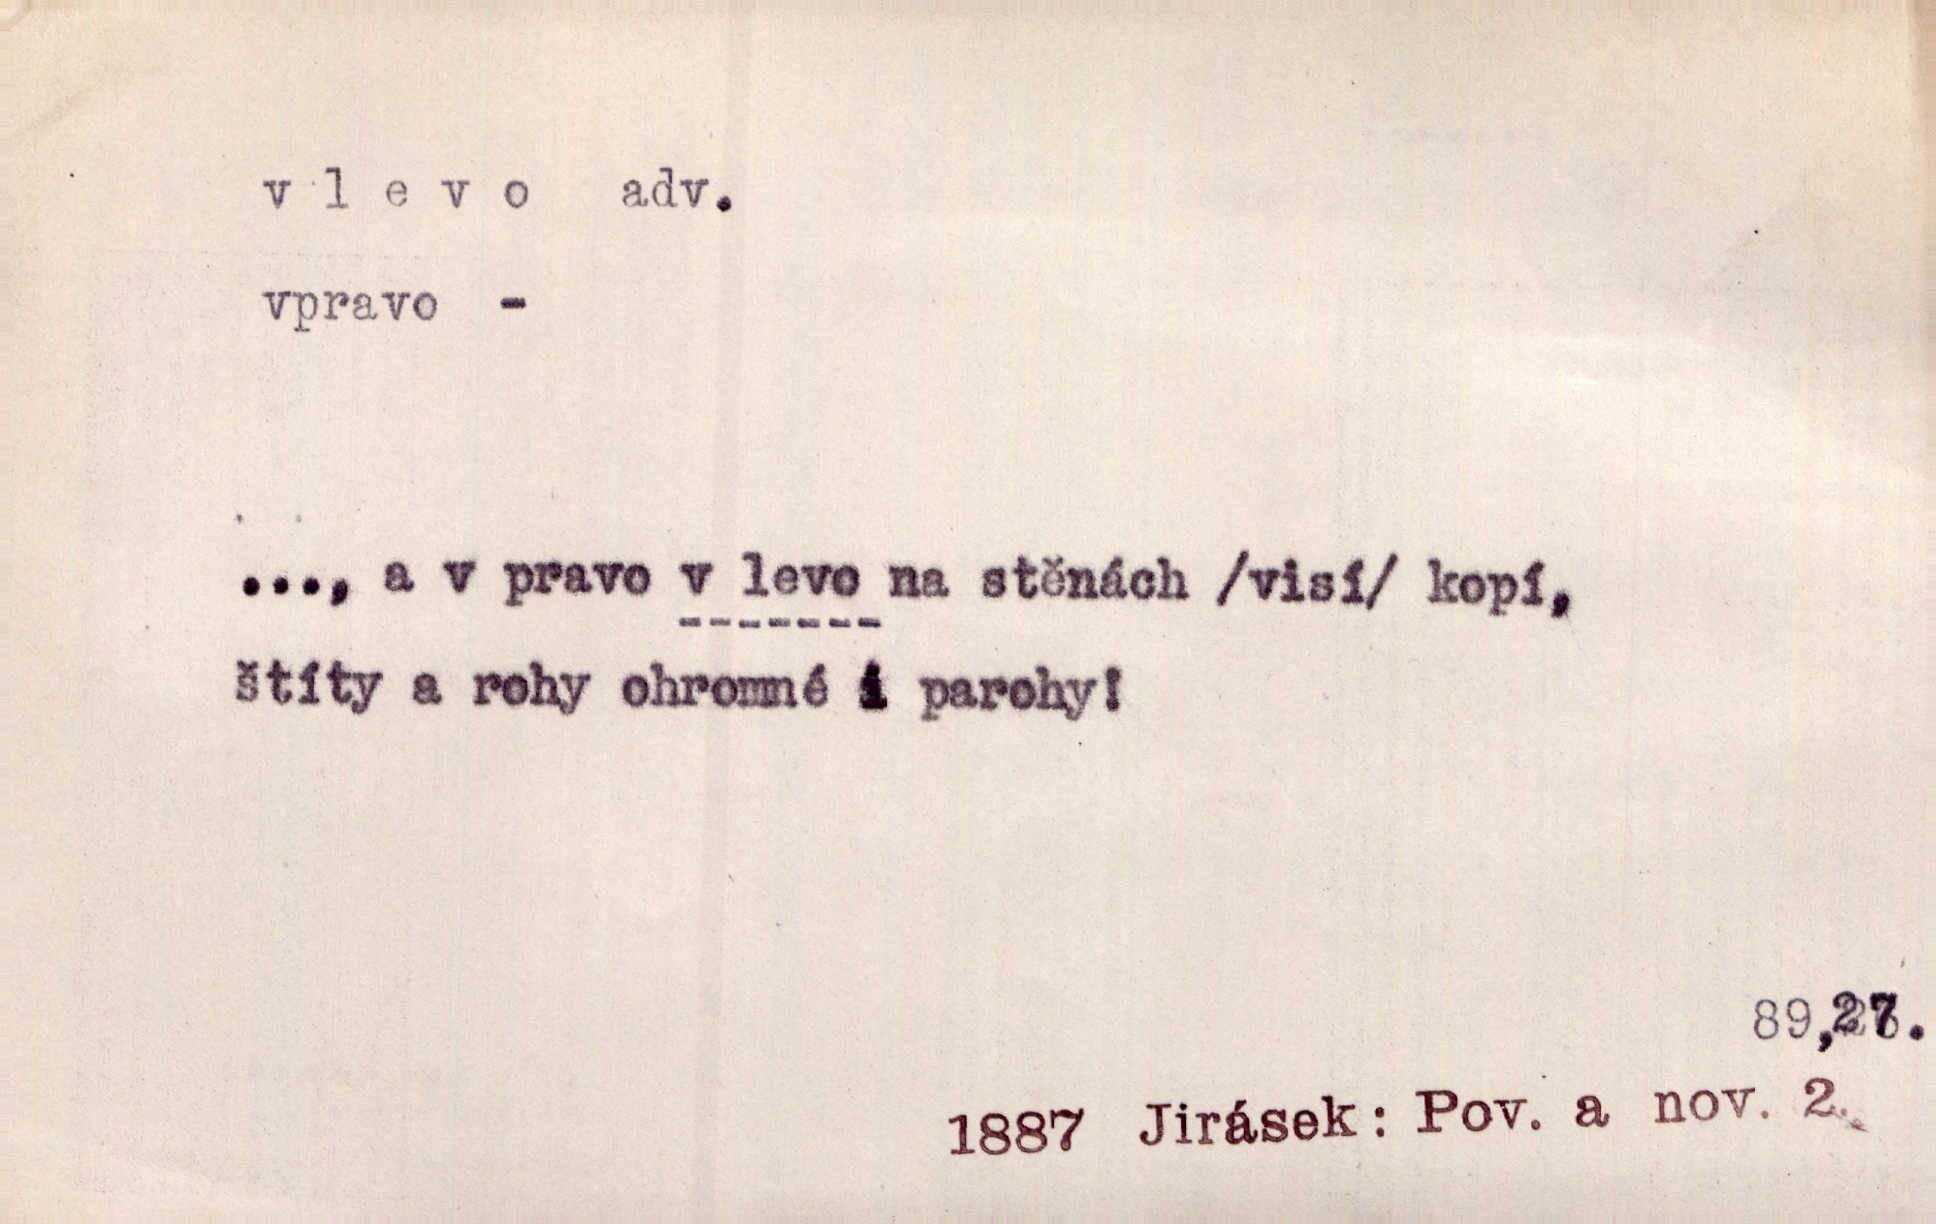 v l e v o adv.
vpravo -
..., a v pravo v levo na stěnách /visí/ kopí,
štíty a rohy ohromné i parohy!
89,27.
1887 Jirásek: Pov. a nov. 2.